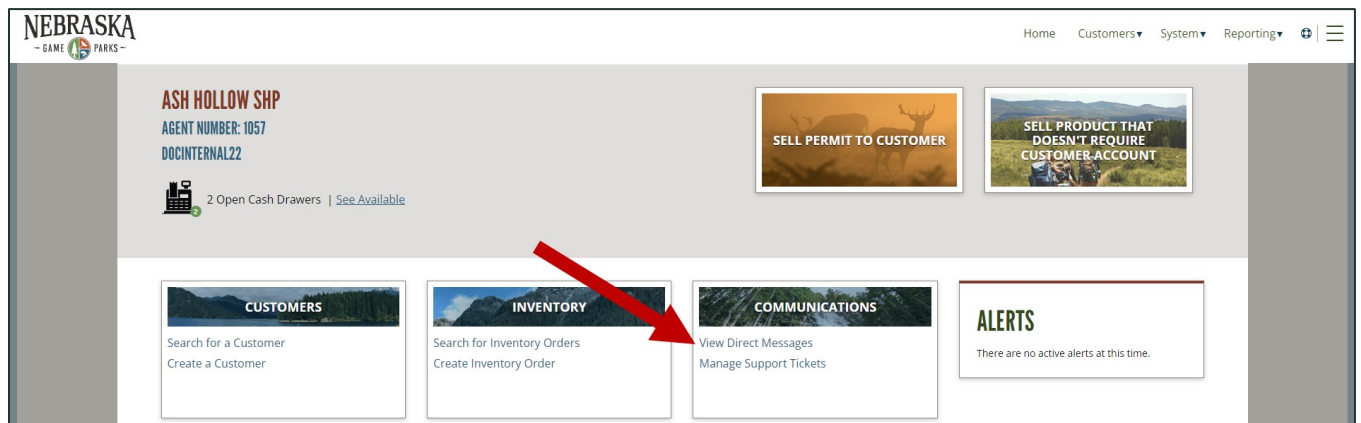 NEBRASKA
- GAME PARKS -
Home Customers▾ System▾ Reporting▾
ASH HOLLOW SHP
AGENT NUMBER: 1057
DOCINTERNAL22
2
2 Open Cash Drawers | See Available
SELL PERMIT TO CUSTOMER
SELL PRODUCT THAT
DOESN'T REQUIRE
CUSTOMER ACCOUNT
CUSTOMERS
Search for a Customer
Create a Customer
INVENTORY
Search for Inventory Orders
Create Inventory Order
COMMUNICATIONS
View Direct Messages
Manage Support Tickets
ALERTS
There are no active alerts at this time.